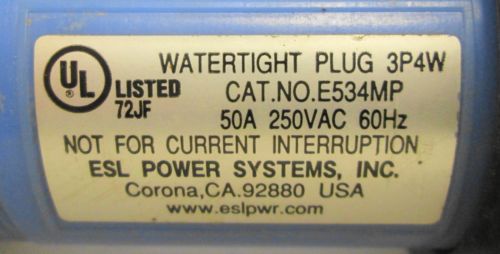 UL
LISTED
72JF
WATERTIGHT PLUG 3P4W
CAT.NO.E534MP
50A 250VAC 60Hz
NOT FOR CURRENT INTERRUPTION
ESL POWER SYSTEMS, INC.
Corona,CA.92880 USA
www.eslpwr.com